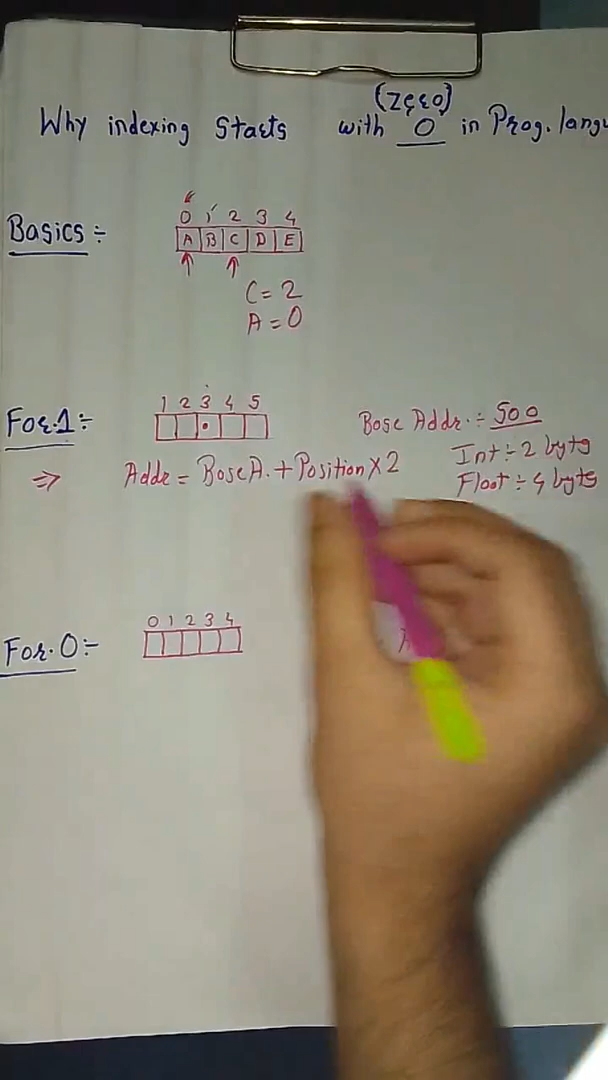 (Zero)
Why indexing Starts with 0 in Prog. langu
Basics :-
0 1 2 3 4
A B C D E
C = 2
A = 0
For. 1 :-
1 2 3 4 5
Base Addr. :- 500
Int :- 2 byts
Float :- 4 byts
⇒ Addr = Base A. + Position × 2
For. 0 :-
0 1 2 3 4